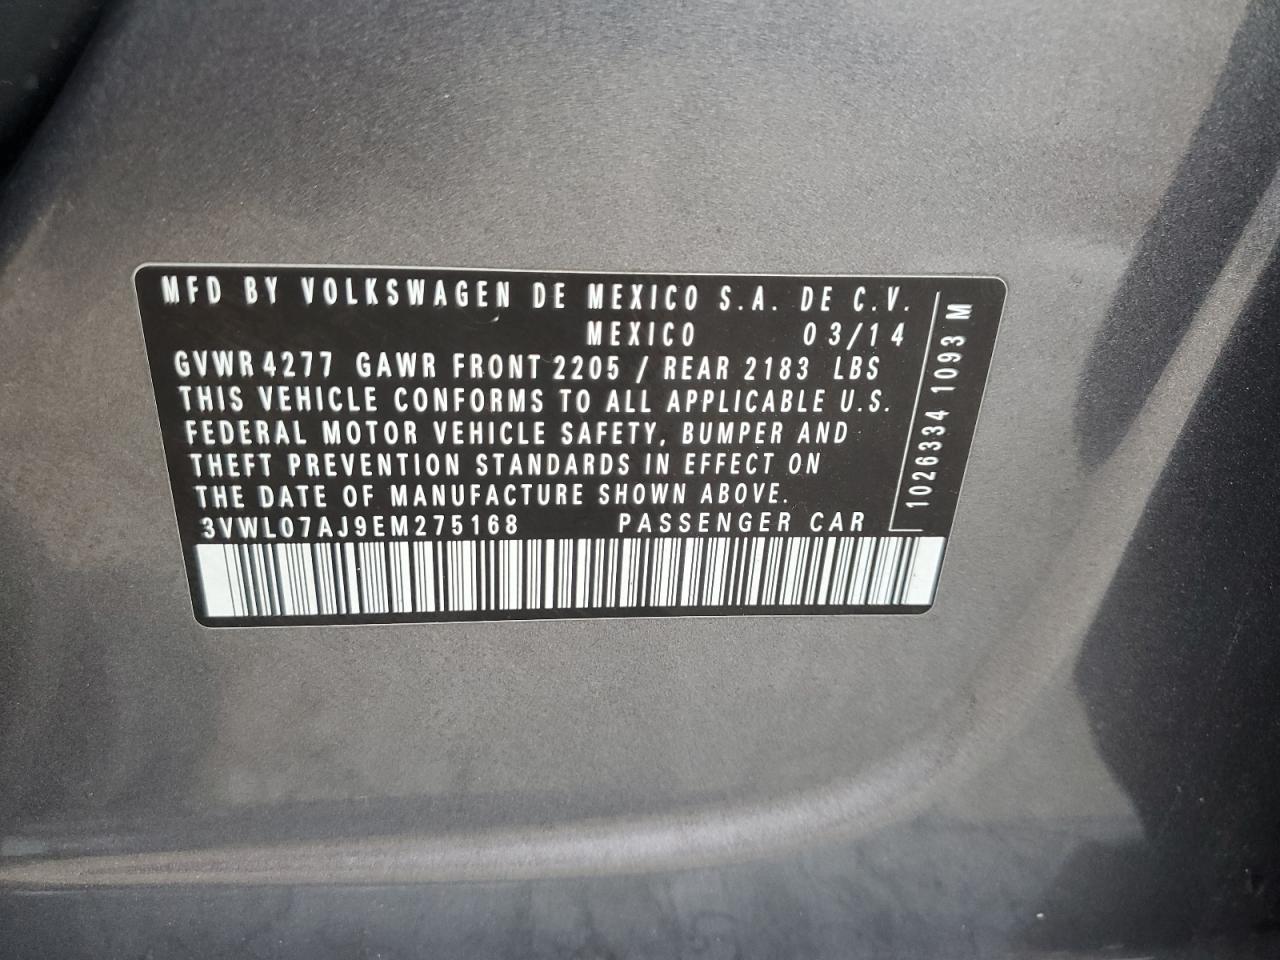 MFD BY VOLKSWAGEN DE MEXICO S.A. DE C.V.
MEXICO 03/14
GVWR 4277 GAWR FRONT 2205 / REAR 2183 LBS
THIS VEHICLE CONFORMS TO ALL APPLICABLE U.S.
FEDERAL MOTOR VEHICLE SAFETY, BUMPER AND
THEFT PREVENTION STANDARDS IN EFFECT ON
THE DATE OF MANUFACTURE SHOWN ABOVE.
3VWL07AJ9EM275168 PASSENGER CAR
1026334 1093 M